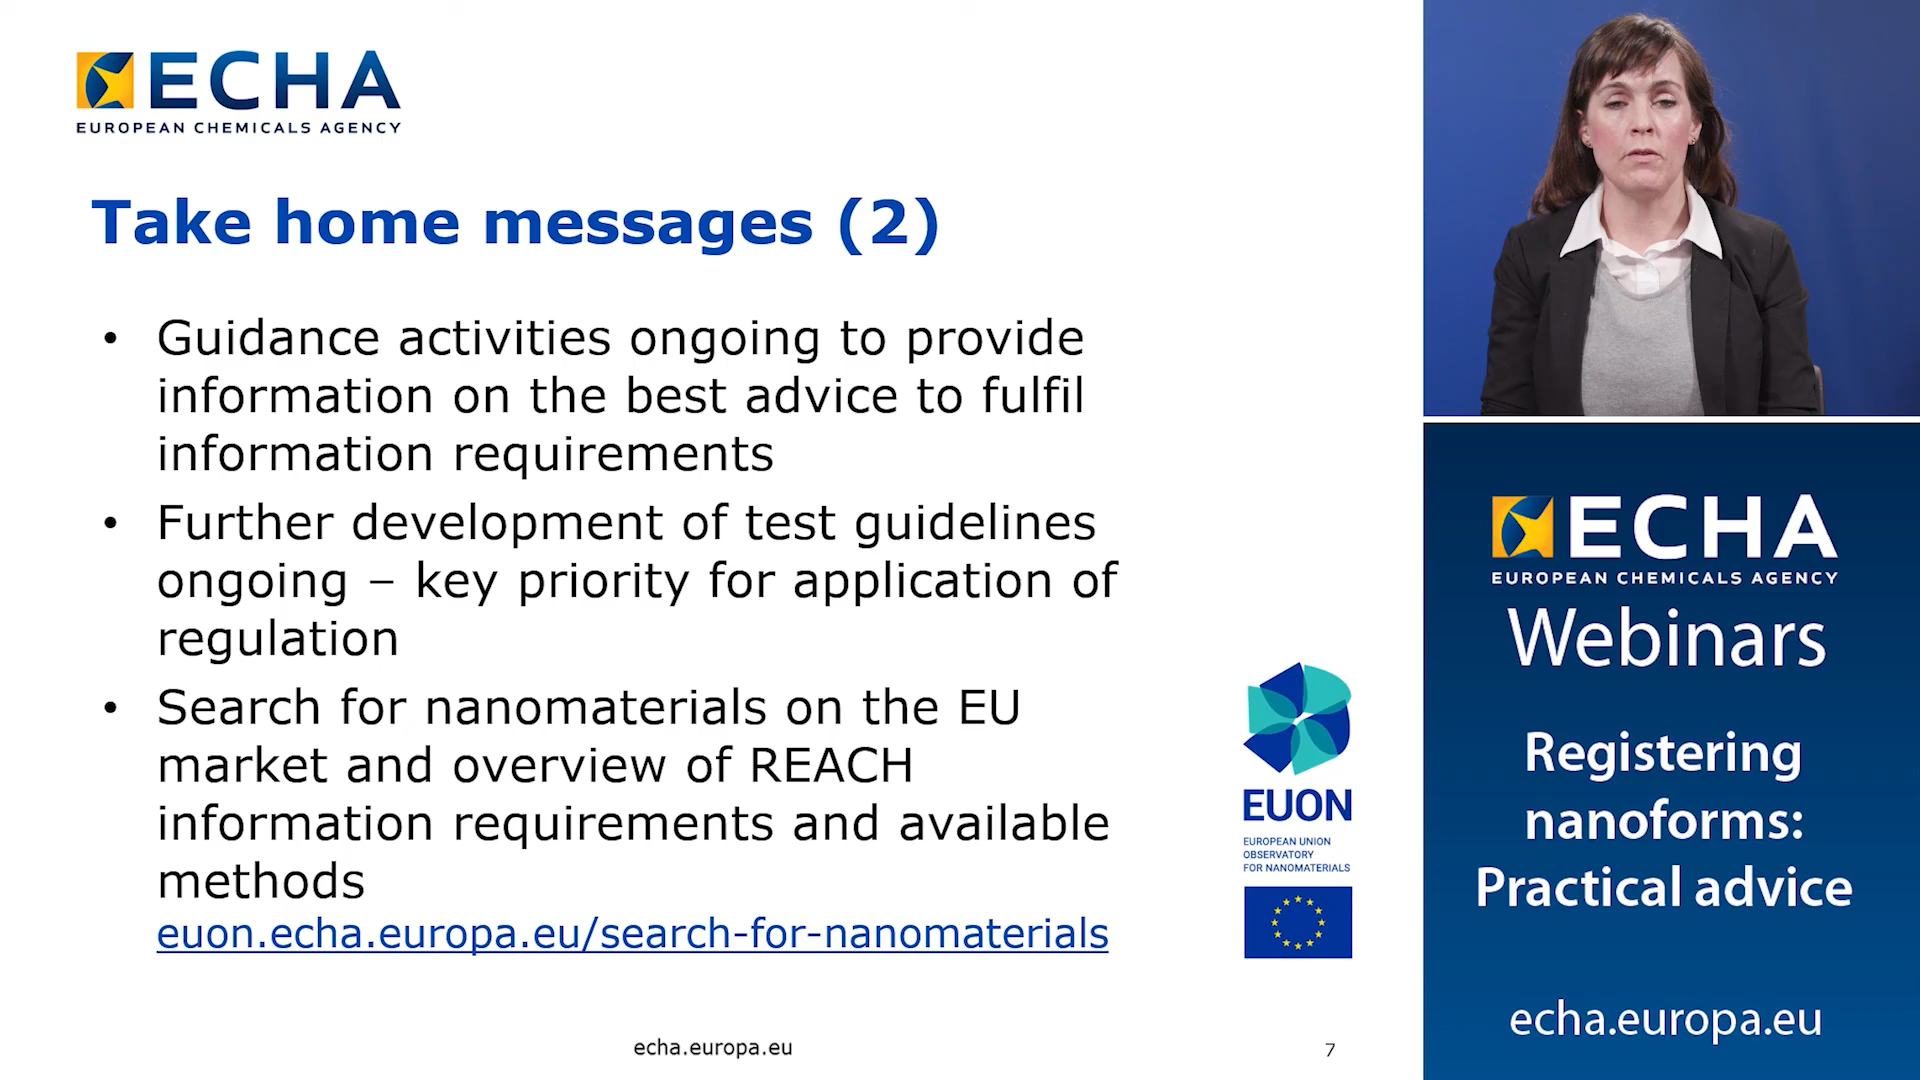 ECHA
EUROPEAN CHEMICALS AGENCY
Take home messages (2)
• Guidance activities ongoing to provide
information on the best advice to fulfil
information requirements
• Further development of test guidelines
ongoing – key priority for application of
regulation
• Search for nanomaterials on the EU
market and overview of REACH
information requirements and available
methods
euon.echa.europa.eu/search-for-nanomaterials
EUON
EUROPEAN UNION
OBSERVATORY
FOR NANOMATERIALS
echa.europa.eu
7
ECHA
EUROPEAN CHEMICALS AGENCY
Webinars
Registering
nanoforms:
Practical advice
echa.europa.eu